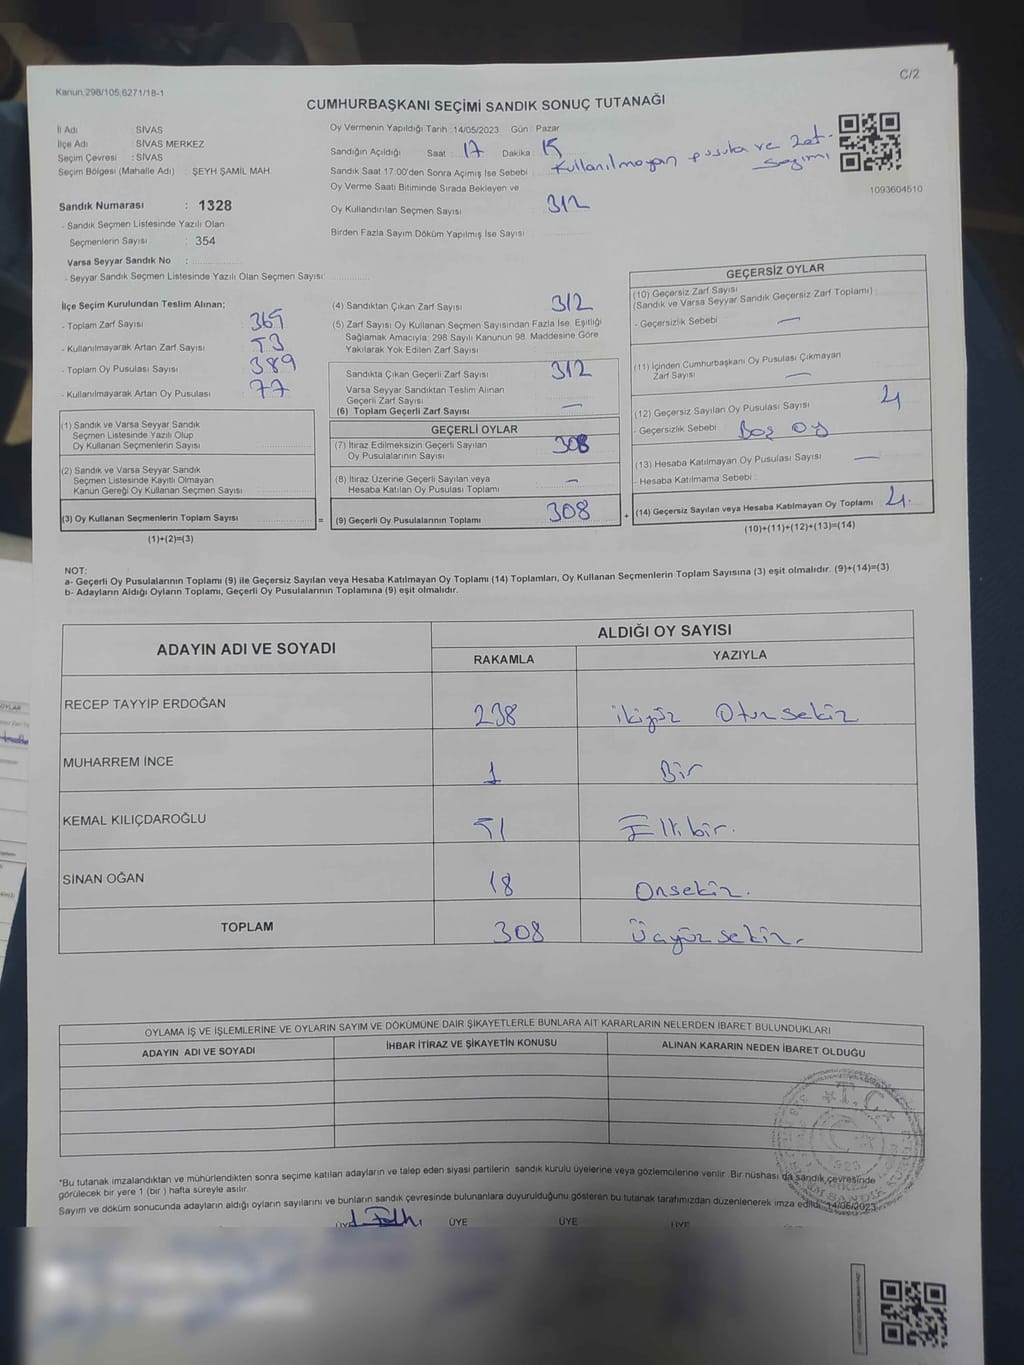 C/2
Kanun:298/105,6271/18-1
CUMHURBAŞKANI SEÇİMİ SANDIK SONUÇ TUTANAĞI
İl Adı : SİVAS
İlçe Adı : SİVAS MERKEZ
Seçim Çevresi : SİVAS
Seçim Bölgesi (Mahalle Adı) : ŞEYH ŞAMİL MAH.
Sandık Numarası : 1328
- Sandık Seçmen Listesinde Yazılı Olan
Seçmenlerin Sayısı : 354
Varsa Seyyar Sandık No :
- Seyyar Sandık Seçmen Listesinde Yazılı Olan Seçmen Sayısı:
Oy Vermenin Yapıldığı Tarih :14/05/2023 Gün : Pazar
Sandığın Açıldığı Saat : 17 Dakika : 15
Sandık Saat 17.00'den Sonra Açımış İse Sebebi : Kullanılmayan pusula ve zarf
sayımı
Oy Verme Saati Bitiminde Sırada Bekleyen ve
Oy Kullandırılan Seçmen Sayısı 312
Birden Fazla Sayım Döküm Yapılmış İse Sayısı
1093604510
İlçe Seçim Kurulundan Teslim Alınan;
- Toplam Zarf Sayısı : 365
- Kullanılmayarak Artan Zarf Sayısı : 53
- Toplam Oy Pusulası Sayısı : 389
- Kullanılmayarak Artan Oy Pusulası : 77
(1) Sandık ve Varsa Seyyar Sandık
Seçmen Listesinde Yazılı Olup
Oy Kullanan Seçmenlerin Sayısı
(2) Sandık ve Varsa Seyyar Sandık
Seçmen Listesinde Kayıtlı Olmayan
Kanun Gereği Oy Kullanan Seçmen Sayısı
(3) Oy Kullanan Seçmenlerin Toplam Sayısı =
(1)+(2)=(3)
(4) Sandıktan Çıkan Zarf Sayısı 312
(5) Zarf Sayısı Oy Kullanan Seçmen Sayısından Fazla İse, Eşitliği
Sağlamak Amacıyla; 298 Sayılı Kanunun 98. Maddesine Göre
Yakılarak Yok Edilen Zarf Sayısı
Sandıkta Çıkan Geçerli Zarf Sayısı 312
Varsa Seyyar Sandıktan Teslim Alınan
Geçerli Zarf Sayısı
(6) Toplam Geçerli Zarf Sayısı —
GEÇERLİ OYLAR
(7) İtiraz Edilmeksizin Geçerli Sayılan
Oy Pusulalarının Sayısı 308
(8) İtiraz Üzerine Geçerli Sayılan veya
Hesaba Katılan Oy Pusulası Toplamı —
(9) Geçerli Oy Pusulalarının Toplamı 308 +
GEÇERSİZ OYLAR
(10) Geçersiz Zarf Sayısı
(Sandık ve Varsa Seyyar Sandık Geçersiz Zarf Toplamı) :
- Geçersizlik Sebebi : —
(11) İçinden Cumhurbaşkanı Oy Pusulası Çıkmayan
Zarf Sayısı —
(12) Geçersiz Sayılan Oy Pusulası Sayısı 4
- Geçersizlik Sebebi : Boş oy
(13) Hesaba Katılmayan Oy Pusulası Sayısı —
- Hesaba Katılmama Sebebi :
(14) Geçersiz Sayılan veya Hesaba Katılmayan Oy Toplamı 4.
(10)+(11)+(12)+(13)=(14)
NOT:
a- Geçerli Oy Pusulalarının Toplamı (9) ile Geçersiz Sayılan veya Hesaba Katılmayan Oy Toplamı (14) Toplamları, Oy Kullanan Seçmenlerin Toplam Sayısına (3) eşit olmalıdır. (9)+(14)=(3)
b- Adayların Aldığı Oyların Toplamı, Geçerli Oy Pusulalarının Toplamına (9) eşit olmalıdır.
ADAYIN ADI VE SOYADI
ALDIĞI OY SAYISI
RAKAMLA YAZIYLA
RECEP TAYYİP ERDOĞAN 238 ikiyüz Otuzsekiz
MUHARREM İNCE 1 Bir
KEMAL KILIÇDAROĞLU 51 Ellibir.
SİNAN OĞAN 18 Onsekiz.
TOPLAM 308 Üçyüzsekiz.
OYLAMA İŞ VE İŞLEMLERİNE VE OYLARIN SAYIM VE DÖKÜMÜNE DAİR ŞİKAYETLERLE BUNLARA AİT KARARLARIN NELERDEN İBARET BULUNDUKLARI
ADAYIN ADI VE SOYADI İHBAR İTİRAZ VE ŞİKAYETİN KONUSU ALINAN KARARIN NEDEN İBARET OLDUĞU
T.C.
*Bu tutanak imzalandıktan ve mühürlendikten sonra seçime katılan adayların ve talep eden siyasi partilerin sandık kurulu üyelerine veya gözlemcilerine verilir. Bir nüshası da sandık çevresinde
görülecek bir yere 1 (bir ) hafta süreyle asılır.
Sayım ve döküm sonucunda adayların aldığı oyların sayılarını ve bunların sandık çevresinde bulunanlara duyurulduğunu gösteren bu tutanak tarafımızdan düzenlenerek imza edildi. 14/05/2023
ÜYE ÜYE ÜYE